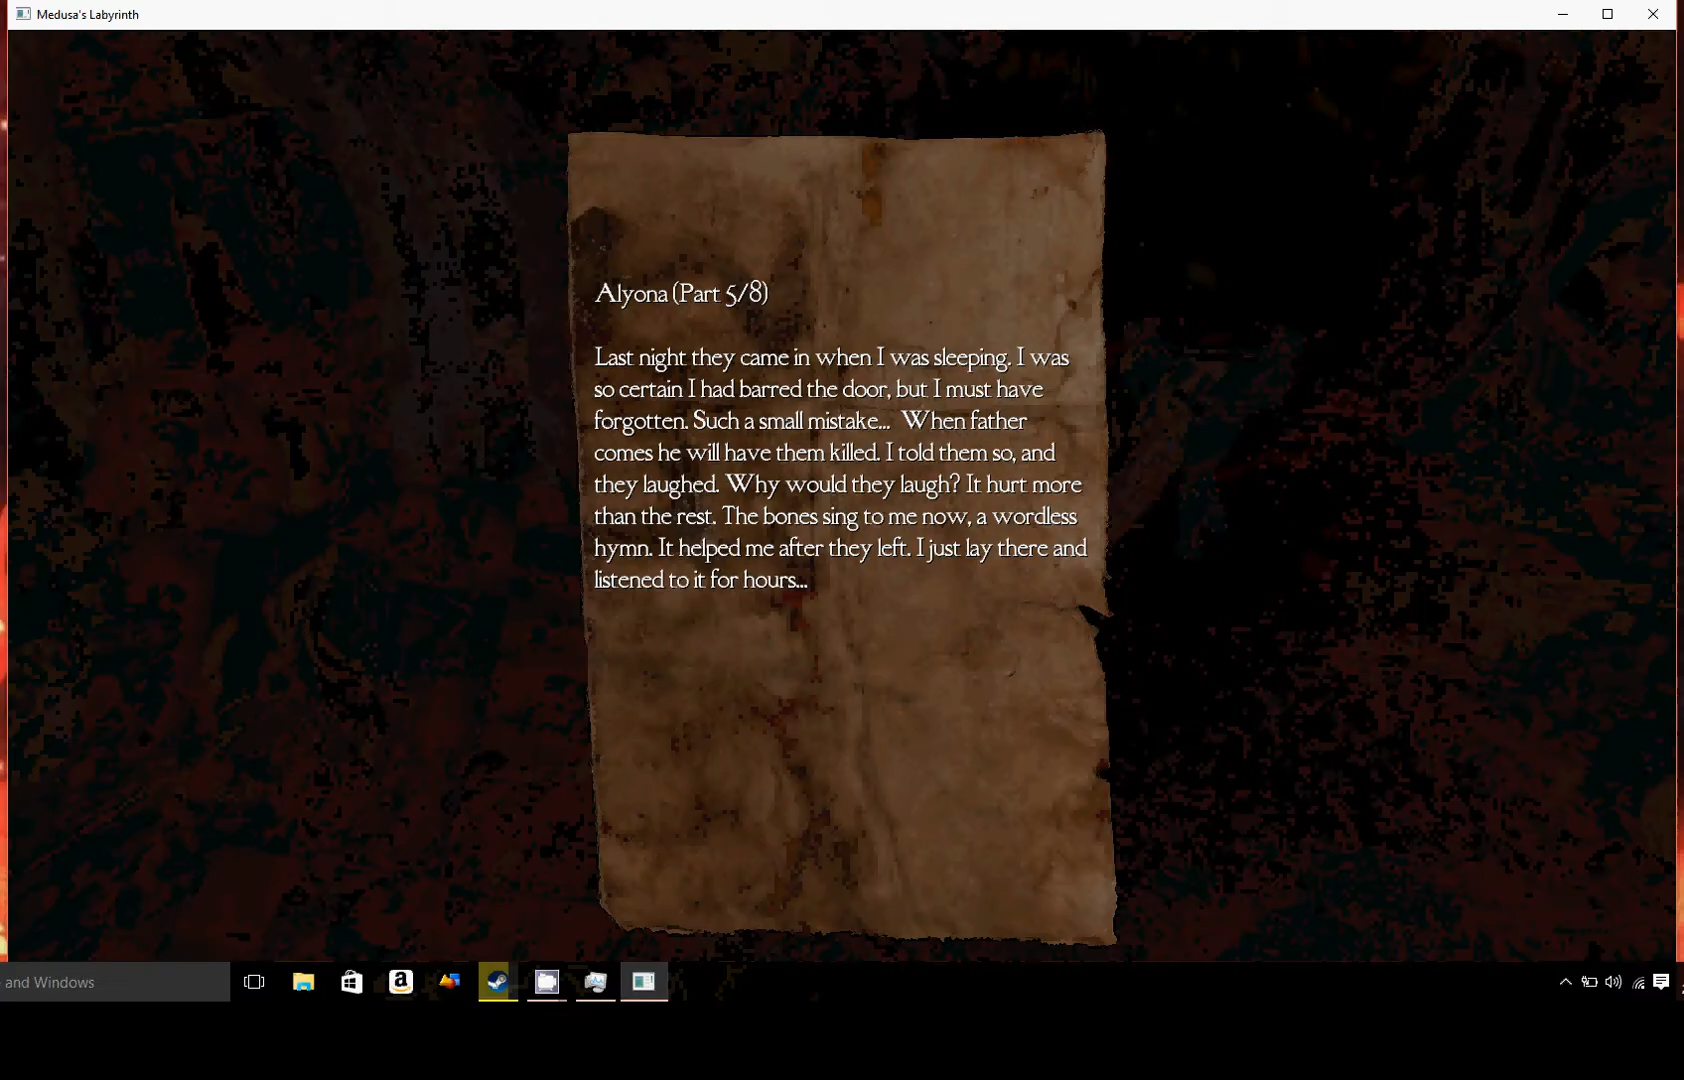 Medusa's Labyrinth
Alyona (Part 5/8)
Last night they came in when I was sleeping. I was
so certain I had barred the door, but I must have
forgotten. Such a small mistake... When father
comes he will have them killed. I told them so, and
they laughed. Why would they laugh? It hurt more
than the rest. The bones sing to me now, a wordless
hymn. It helped me after they left. I just lay there and
listened to it for hours...
and Windows
a